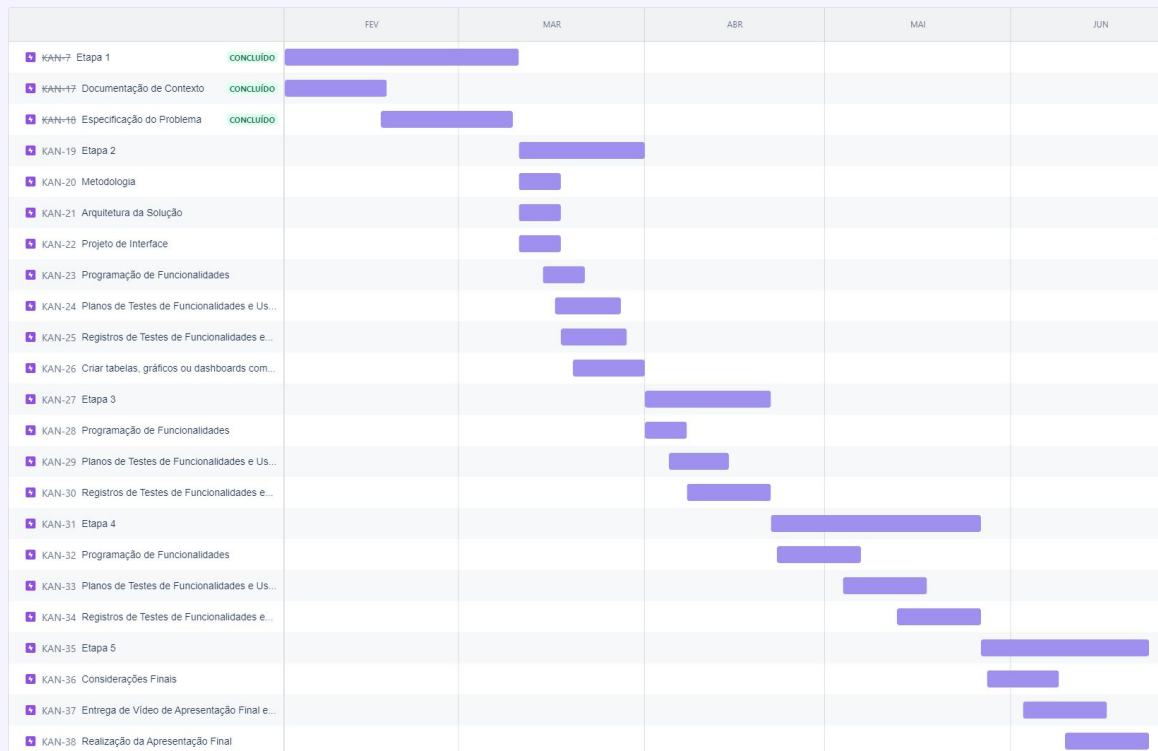 FEV MAR ABR MAI JUN
KAN-7 Etapa 1 CONCLUÍDO
KAN-17 Documentação de Contexto CONCLUÍDO
KAN-18 Especificação do Problema CONCLUÍDO
KAN-19 Etapa 2
KAN-20 Metodologia
KAN-21 Arquitetura da Solução
KAN-22 Projeto de Interface
KAN-23 Programação de Funcionalidades
KAN-24 Planos de Testes de Funcionalidades e Us...
KAN-25 Registros de Testes de Funcionalidades e...
KAN-26 Criar tabelas, gráficos ou dashboards com...
KAN-27 Etapa 3
KAN-28 Programação de Funcionalidades
KAN-29 Planos de Testes de Funcionalidades e Us...
KAN-30 Registros de Testes de Funcionalidades e...
KAN-31 Etapa 4
KAN-32 Programação de Funcionalidades
KAN-33 Planos de Testes de Funcionalidades e Us...
KAN-34 Registros de Testes de Funcionalidades e...
KAN-35 Etapa 5
KAN-36 Considerações Finais
KAN-37 Entrega de Vídeo de Apresentação Final e...
KAN-38 Realização da Apresentação Final